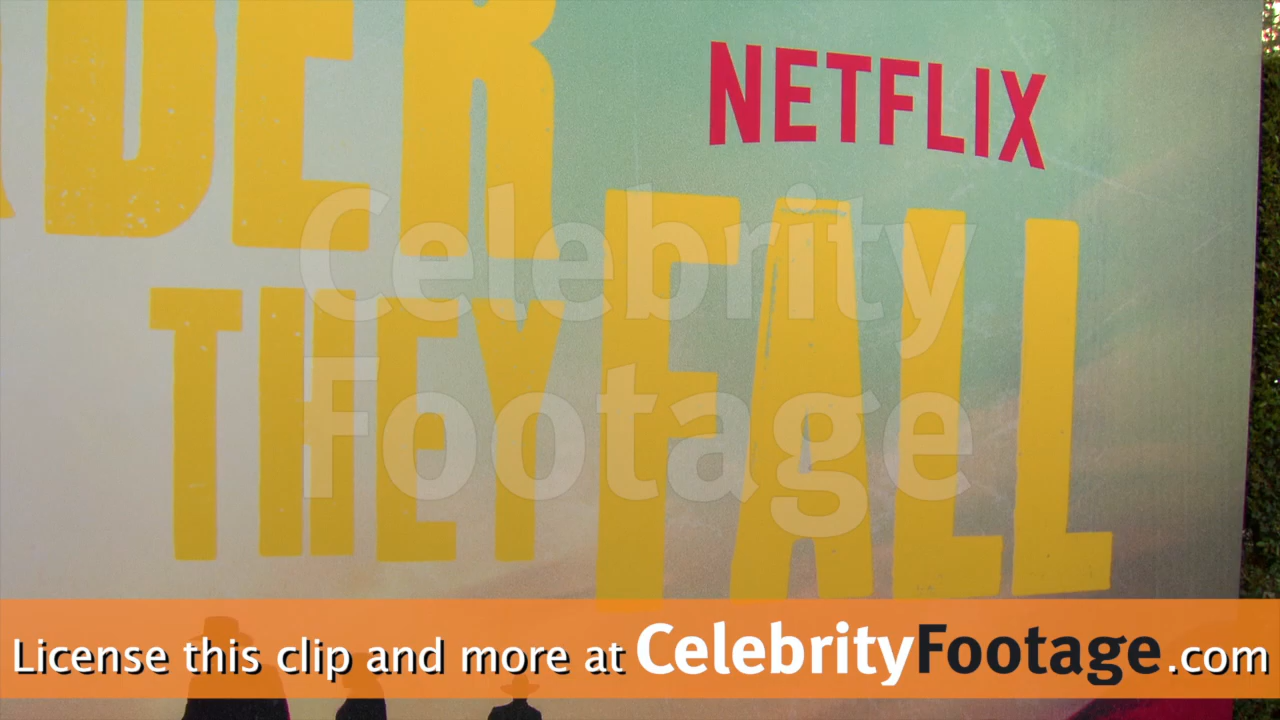 DER
NETFLIX
THEY FALL
Celebrity
Footage
License this clip and more at CelebrityFootage.com